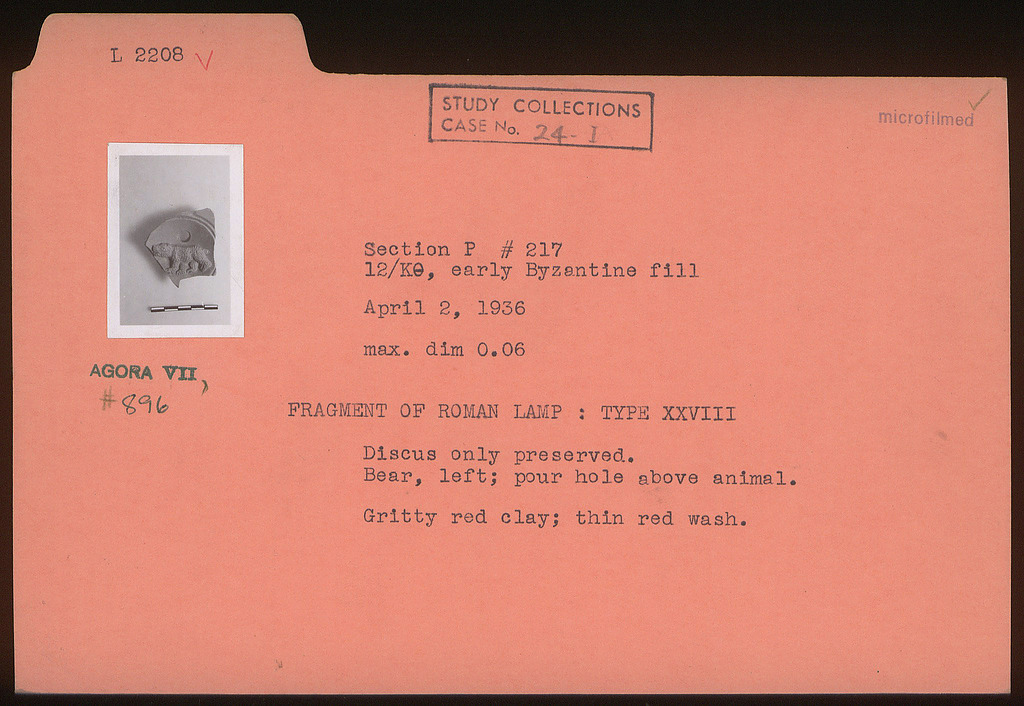 L 2208
STUDY COLLECTIONS
CASE No. 24-I
microfilmed
Section P # 217
12/ΚΘ, early Byzantine fill
April 2, 1936
max. dim 0.06
AGORA VII,
#896
FRAGMENT OF ROMAN LAMP : TYPE XXVIII
Discus only preserved.
Bear, left; pour hole above animal.
Gritty red clay; thin red wash.